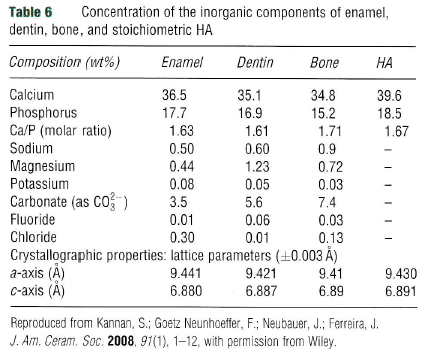 Table 6 Concentration of the inorganic components of enamel,
dentin, bone, and stoichiometric HA
Composition (wt%) Enamel Dentin Bone HA
Calcium 36.5 35.1 34.8 39.6
Phosphorus 17.7 16.9 15.2 18.5
Ca/P (molar ratio) 1.63 1.61 1.71 1.67
Sodium 0.50 0.60 0.9 –
Magnesium 0.44 1.23 0.72 –
Potassium 0.08 0.05 0.03 –
Carbonate (as CO₃²⁻) 3.5 5.6 7.4 –
Fluoride 0.01 0.06 0.03 –
Chloride 0.30 0.01 0.13 –
Crystallographic properties: lattice parameters (±0.003 Å)
a-axis (Å) 9.441 9.421 9.41 9.430
c-axis (Å) 6.880 6.887 6.89 6.891
Reproduced from Kannan, S.; Goetz Neunhoeffer, F.; Neubauer, J.; Ferreira, J.
J. Am. Ceram. Soc. 2008, 91(1), 1–12, with permission from Wiley.